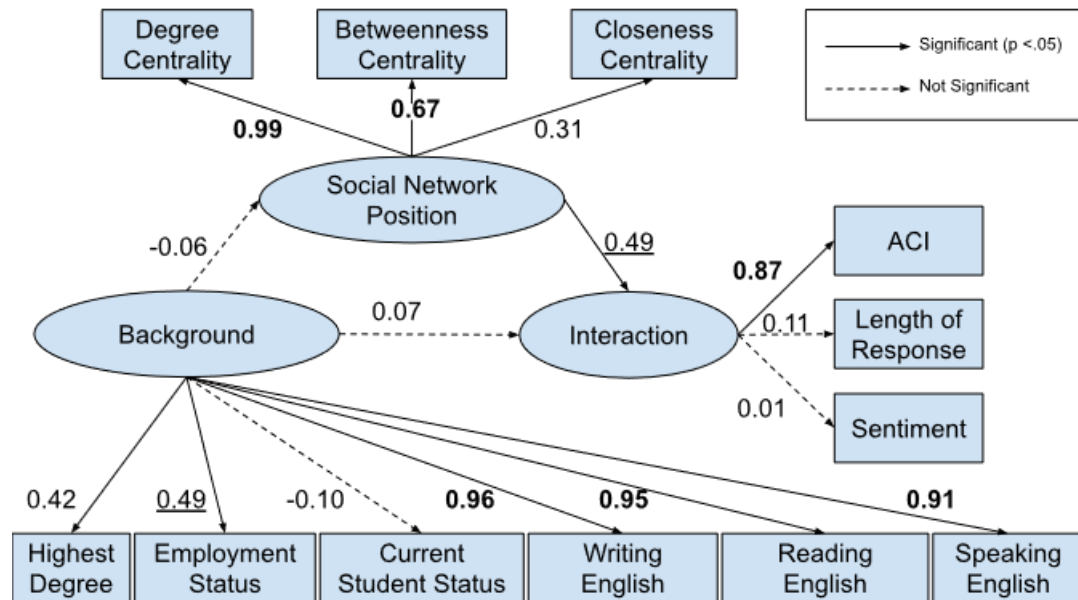 Degree
Centrality
Betweenness
Centrality
Closeness
Centrality
Significant (p <.05)
Not Significant
0.99
0.67
0.31
Social Network
Position
-0.06
0.49
ACI
0.87
Background
0.07
Interaction
0.11
Length of
Response
0.01
Sentiment
0.42
0.49
-0.10
0.96
0.95
0.91
Highest
Degree
Employment
Status
Current
Student Status
Writing
English
Reading
English
Speaking
English